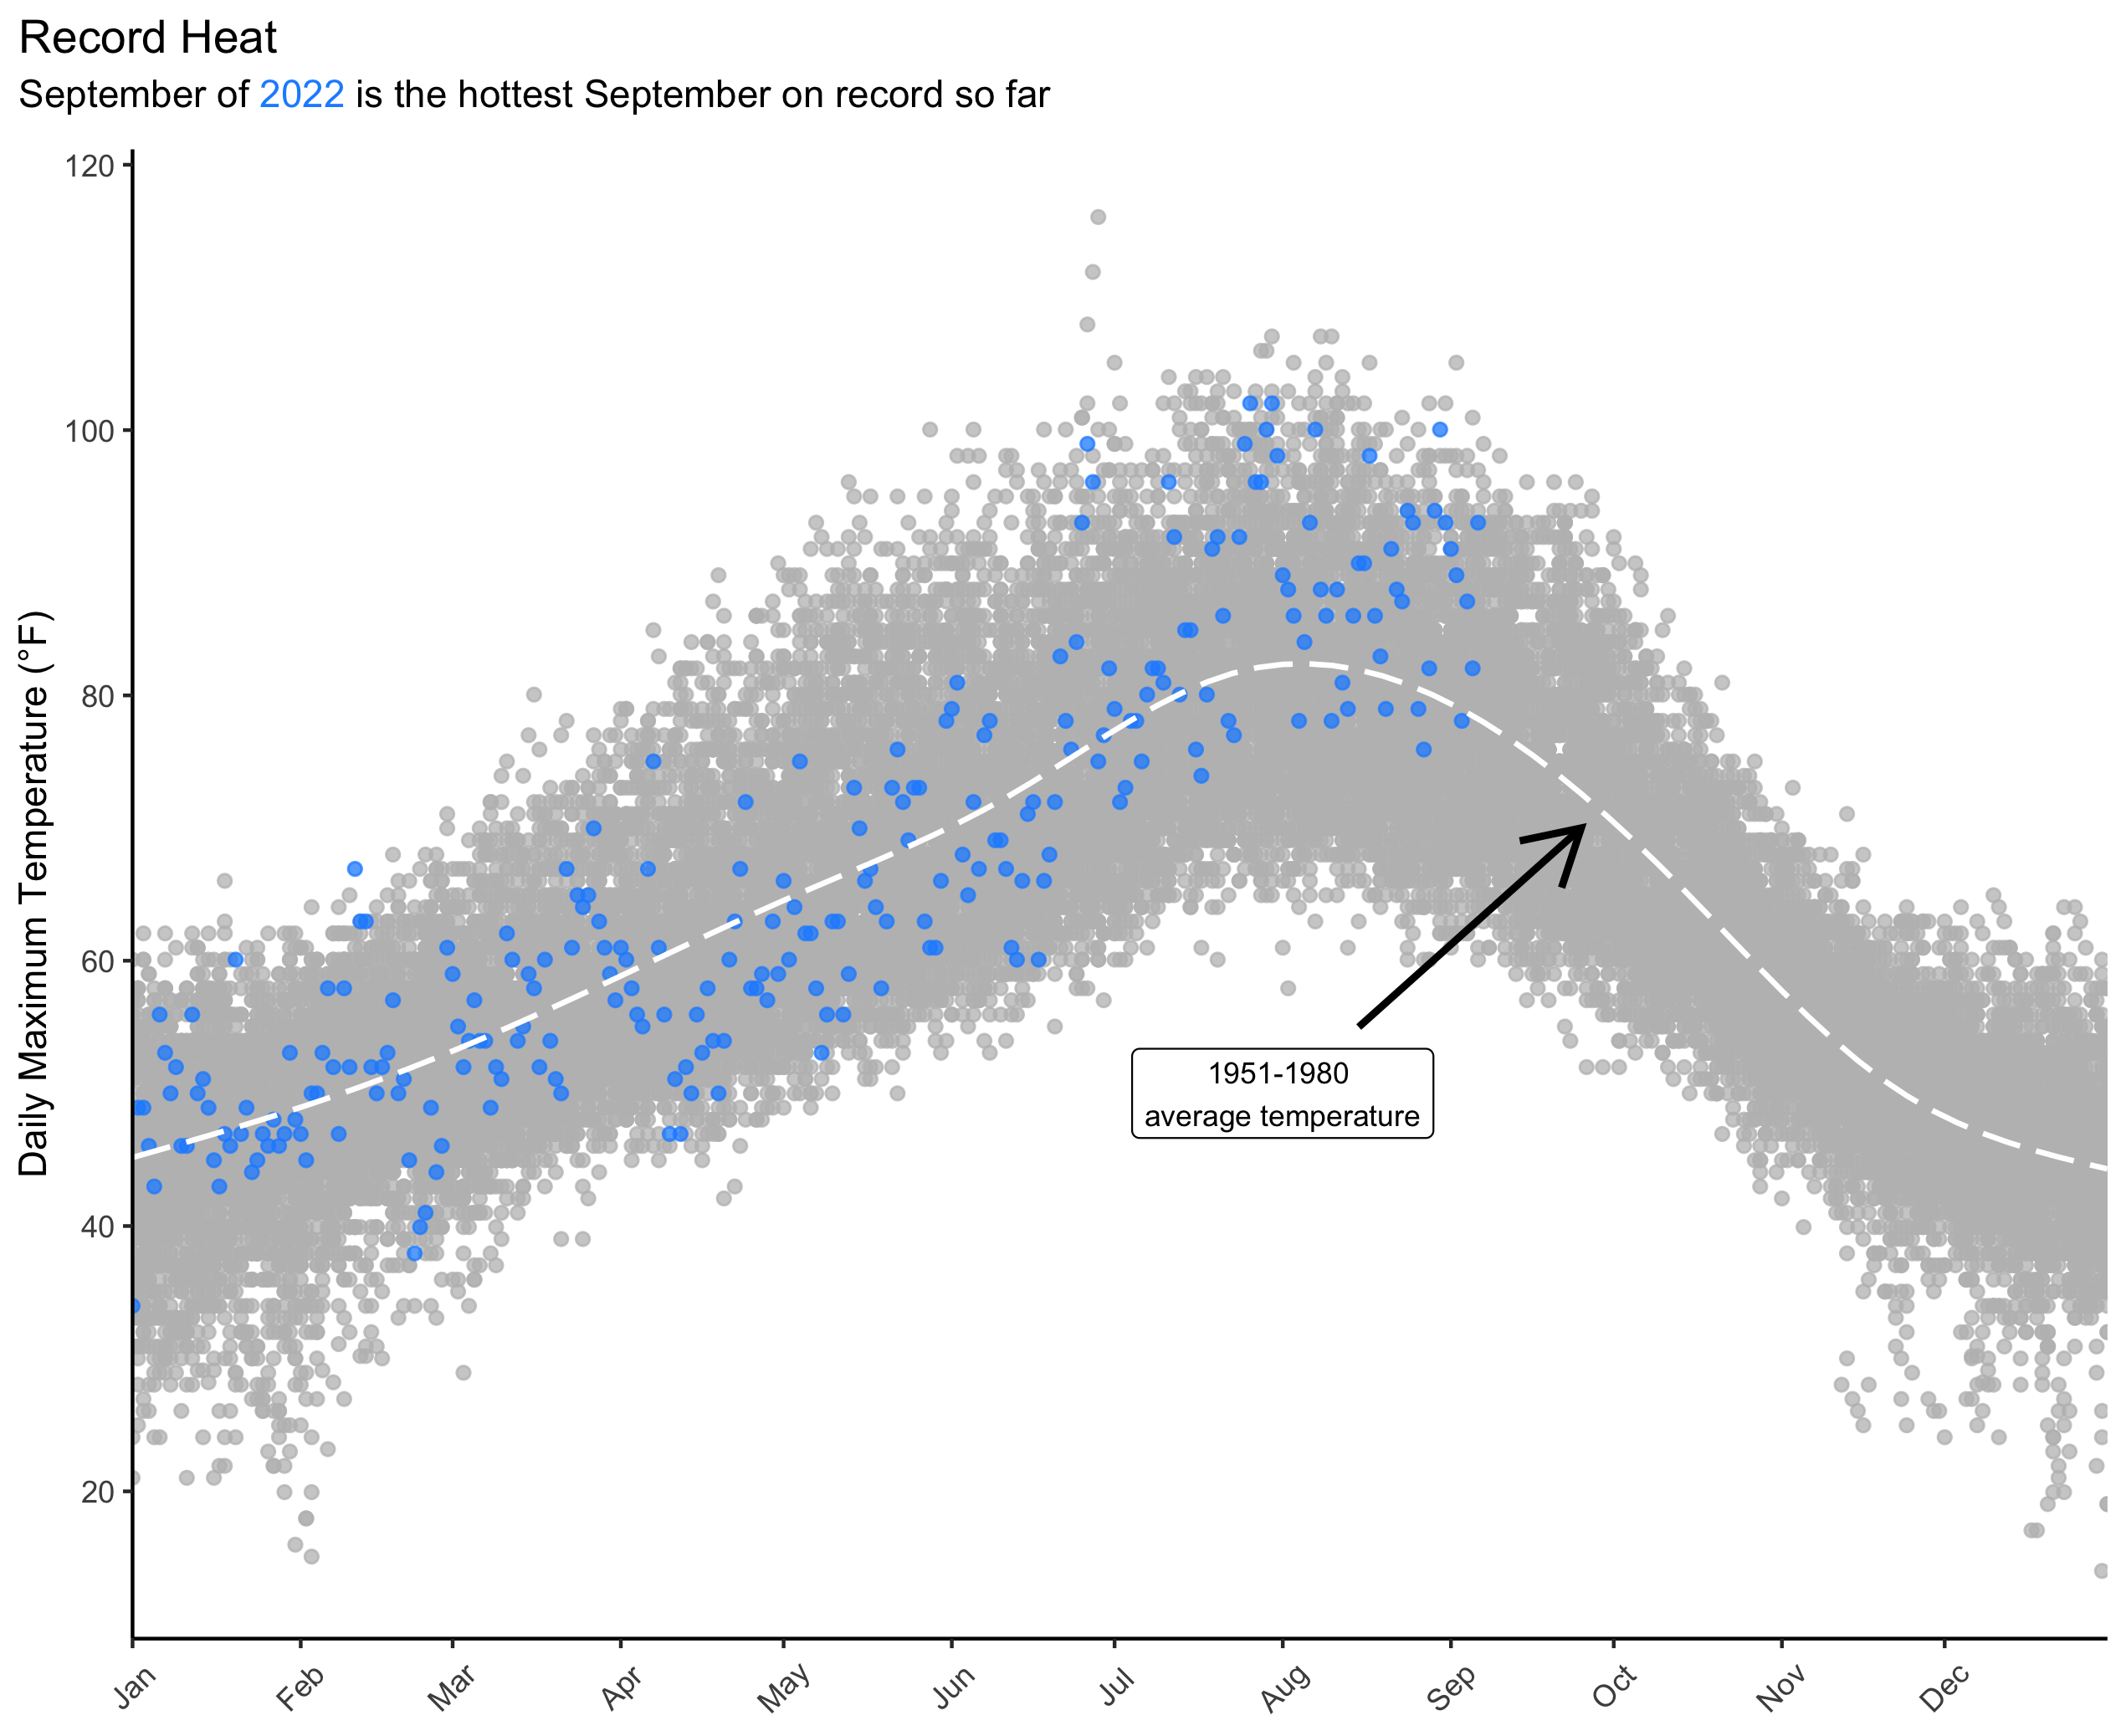 Record Heat
September of 2022 is the hottest September on record so far
120
100
80
60
40
20
Daily Maximum Temperature (°F)
1951-1980
average temperature
Jan
Feb
Mar
Apr
May
Jun
Jul
Aug
Sep
Oct
Nov
Dec